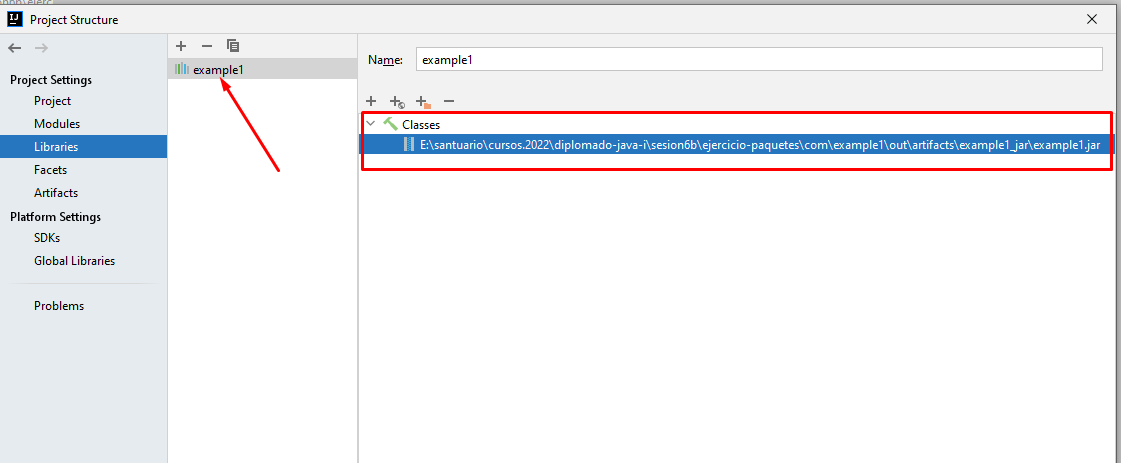 Project Structure
Project Settings
Project
Modules
Libraries
Facets
Artifacts
Platform Settings
SDKs
Global Libraries
Problems
example1
Name: example1
Classes
E:\santuario\cursos.2022\diplomado-java-i\sesion6b\ejercicio-paquetes\com\example1\out\artifacts\example1_jar\example1.jar